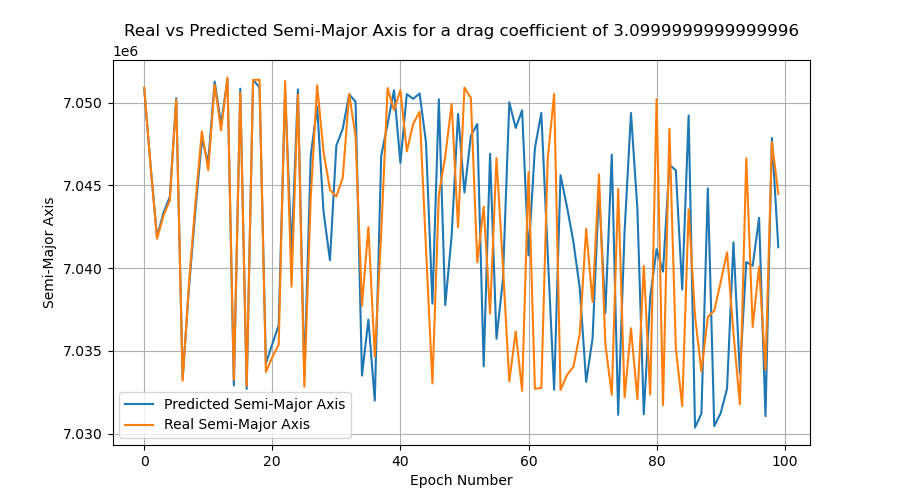 Real vs Predicted Semi-Major Axis for a drag coefficient of 3.0999999999999996
1e6
7.050
7.045
7.040
7.035
7.030
Semi-Major Axis
Predicted Semi-Major Axis
Real Semi-Major Axis
0 20 40 60 80 100
Epoch Number